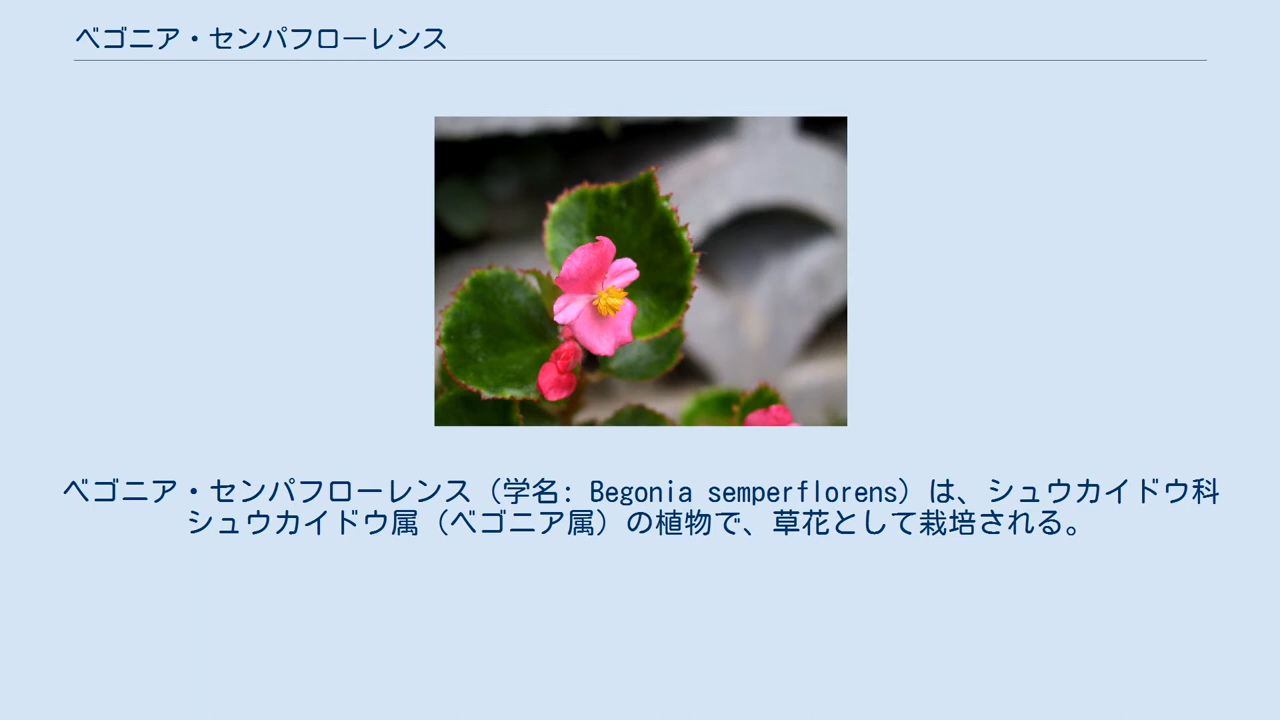 ベゴニア・センパフローレンス
ベゴニア・センパフローレンス（学名: Begonia semperflorens）は、シュウカイドウ科
シュウカイドウ属（ベゴニア属）の植物で、草花として栽培される。